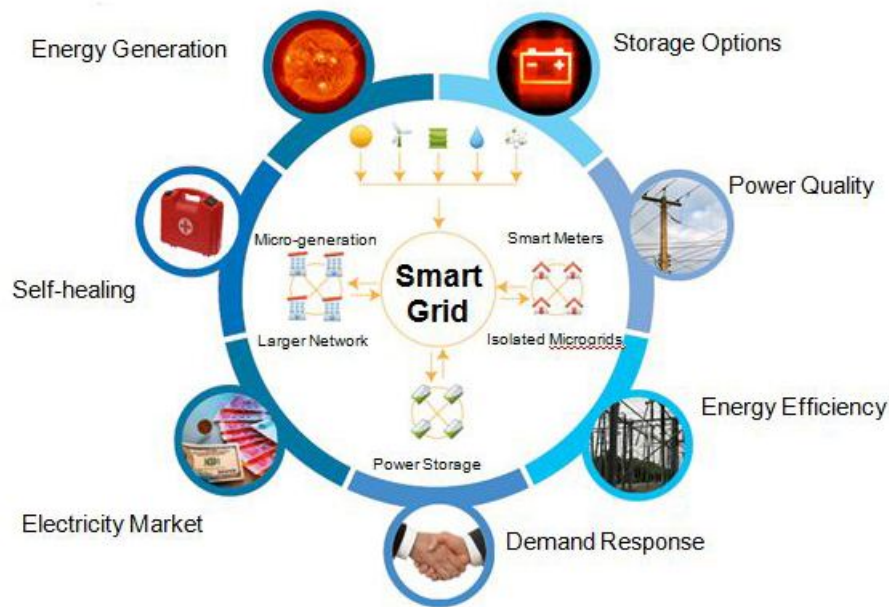 Energy Generation
Storage Options
Power Quality
Micro-generation
Smart Meters
Smart
Grid
Self-healing
Larger Network
Isolated Microgrids
Energy Efficiency
Power Storage
Electricity Market
Demand Response